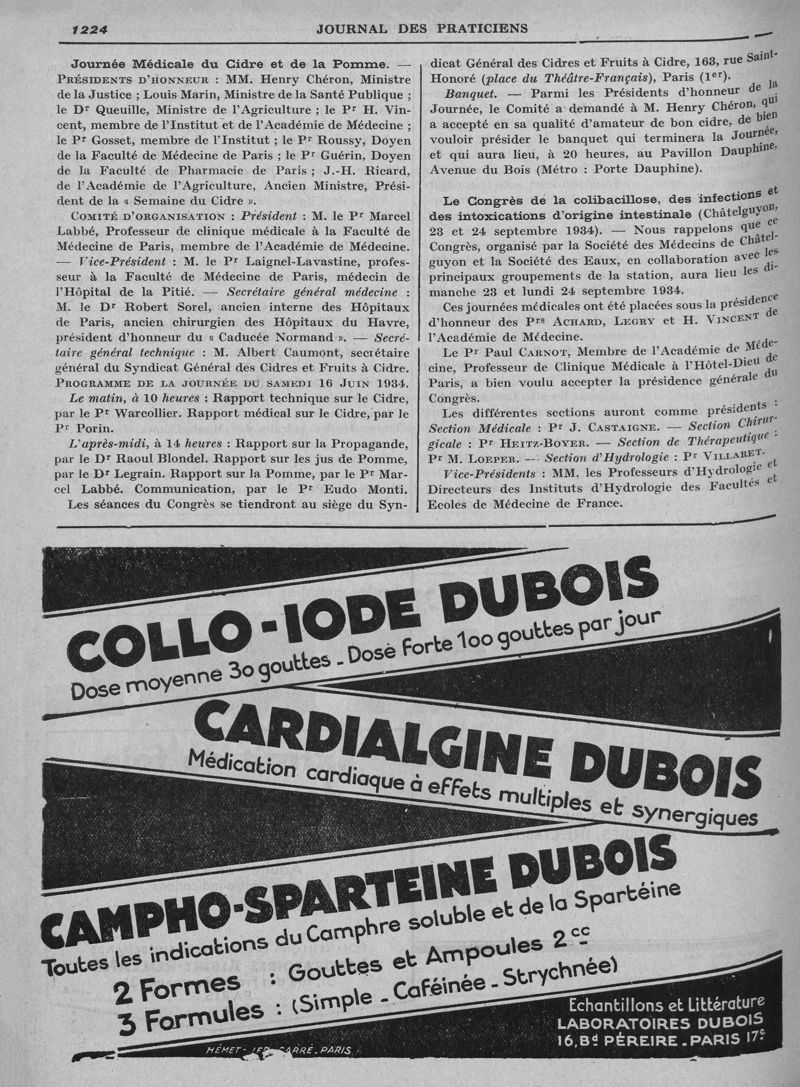 1224
JOURNAL DES PRATICIENS
Journée Médicale du Cidre et de la Pomme. —
PRÉSIDENTS D'HONNEUR : MM. Henry Chéron, Ministre
de la Justice ; Louis Marin, Ministre de la Santé Publique ;
le Dr Queuille, Ministre de l'Agriculture ; le Pr H. Vin-
cent, membre de l'Institut et de l'Académie de Médecine ;
le Pr Gosset, membre de l'Institut ; le Pr Roussy, Doyen
de la Faculté de Médecine de Paris ; le Pr Guérin, Doyen
de la Faculté de Pharmacie de Paris ; J.-H. Ricard,
de l'Académie de l'Agriculture, Ancien Ministre, Prési-
dent de la « Semaine du Cidre ».
COMITÉ D'ORGANISATION : Président : M. le Pr Marcel
Labbé, Professeur de clinique médicale à la Faculté de
Médecine de Paris, membre de l'Académie de Médecine.
— Vice-Président : M. le Pr Laignel-Lavastine, profes-
seur à la Faculté de Médecine de Paris, médecin de
l'Hôpital de la Pitié. — Secrétaire général médecine :
M. le Dr Robert Sorel, ancien interne des Hôpitaux
de Paris, ancien chirurgien des Hôpitaux du Havre,
président d'honneur du « Caducée Normand ». — Secré-
taire général technique : M. Albert Caumont, secrétaire
général du Syndicat Général des Cidres et Fruits à Cidre.
PROGRAMME DE LA JOURNÉE DU SAMEDI 16 JUIN 1934.
Le matin, à 10 heures : Rapport technique sur le Cidre,
par le Pr Warcollier. Rapport médical sur le Cidre, par le
Pr Porin.
L'après-midi, à 14 heures : Rapport sur la Propagande,
par le Dr Raoul Blondel. Rapport sur les jus de Pomme,
par le Dr Legrain. Rapport sur la Pomme, par le Pr Mar-
cel Labbé. Communication, par le Pr Eudo Monti.
Les séances du Congrès se tiendront au siège du Syn-
dicat Général des Cidres et Fruits à Cidre, 163, rue Saint-
Honoré (place du Théâtre-Français), Paris (1er).
Banquet. — Parmi les Présidents d'honneur de la
Journée, le Comité a demandé à M. Henry Chéron, qui
a accepté en sa qualité d'amateur de bon cidre, de bien
vouloir présider le banquet qui terminera la Journée,
et qui aura lieu, à 20 heures, au Pavillon Dauphine,
Avenue du Bois (Métro : Porte Dauphine).
Le Congrès de la colibacillose, des infections et
des intoxications d'origine intestinale (Châtelguyon,
23 et 24 septembre 1934). — Nous rappelons que ce
Congrès, organisé par la Société des Médecins de Châtel-
guyon et la Société des Eaux, en collaboration avec les
principaux groupements de la station, aura lieu les di-
manche 23 et lundi 24 septembre 1934.
Ces journées médicales ont été placées sous la présidence
d'honneur des Prs ACHARD, LEGRY et H. VINCENT de
l'Académie de Médecine.
Le Pr Paul CARNOT, Membre de l'Académie de Méde-
cine, Professeur de Clinique Médicale à l'Hôtel-Dieu de
Paris, a bien voulu accepter la présidence générale du
Congrès.
Les différentes sections auront comme présidents :
Section Médicale : Pr J. CASTAIGNE. — Section Chirur-
gicale : Pr HEITZ-BOYER. — Section de Thérapeutique :
Pr M. LOEPER. — Section d'Hydrologie : Pr VILLARET.
Vice-Présidents : MM. les Professeurs d'Hydrologie et
Directeurs des Instituts d'Hydrologie des Facultés et
Ecoles de Médecine de France.
COLLO-IODE DUBOIS
Dose moyenne 30 gouttes - Dose forte 100 gouttes par jour
CARDIALGINE DUBOIS
Médication cardiaque à effets multiples et synergiques
CAMPHO-SPARTEINE DUBOIS
Toutes les indications du Camphre soluble et de la Spartéine
2 Formes : Gouttes et Ampoules 2 cc
3 Formules : (Simple - Caféinée - Strychnée)
Echantillons et Littérature
LABORATOIRES DUBOIS
16, Bd PÉREIRE - PARIS 17e
HÉMET- CARRÉ. PARIS